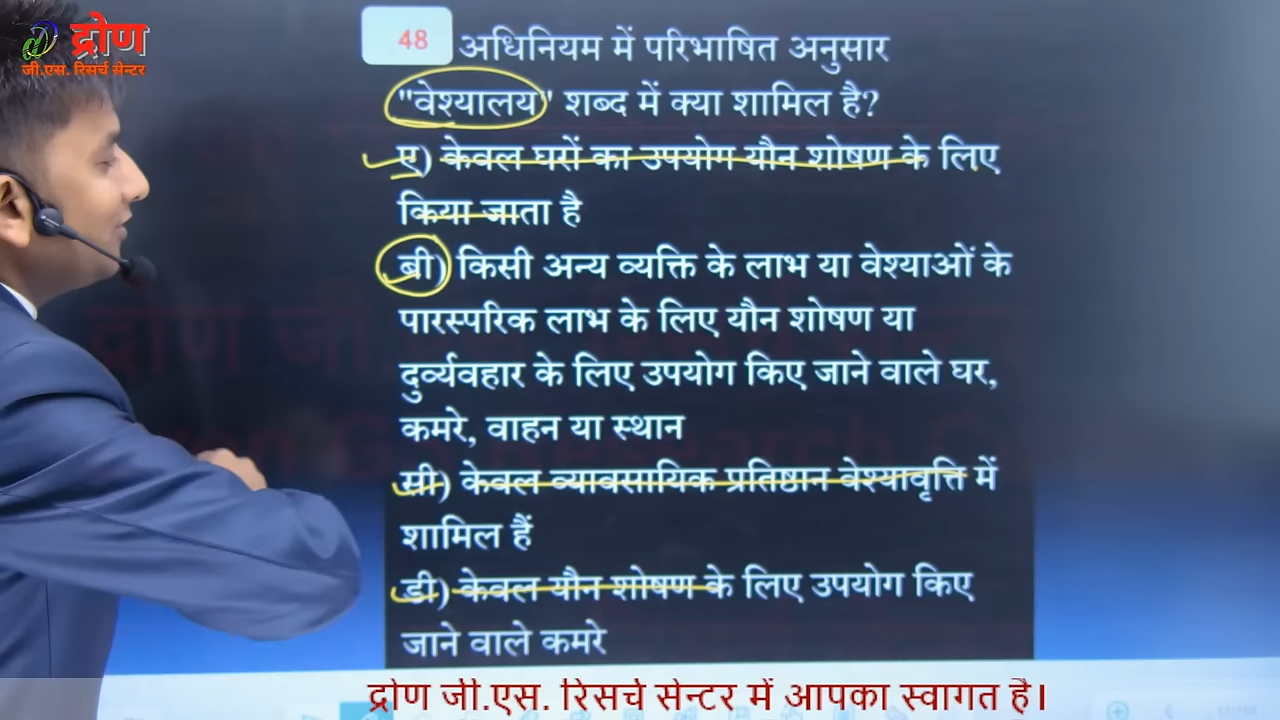 द्रोण
जी.एस. रिसर्च सेन्टर
48 अधिनियम में परिभाषित अनुसार
"वेश्यालय" शब्द में क्या शामिल है?
ए) केवल घरों का उपयोग यौन शोषण के लिए
किया जाता है
बी) किसी अन्य व्यक्ति के लाभ या वेश्याओं के
पारस्परिक लाभ के लिए यौन शोषण या
दुर्व्यवहार के लिए उपयोग किए जाने वाले घर,
कमरे, वाहन या स्थान
सी) केवल व्यावसायिक प्रतिष्ठान वेश्यावृत्ति में
शामिल हैं
डी) केवल यौन शोषण के लिए उपयोग किए
जाने वाले कमरे
द्रोण जी.एस. रिसर्च सेन्टर में आपका स्वागत है।